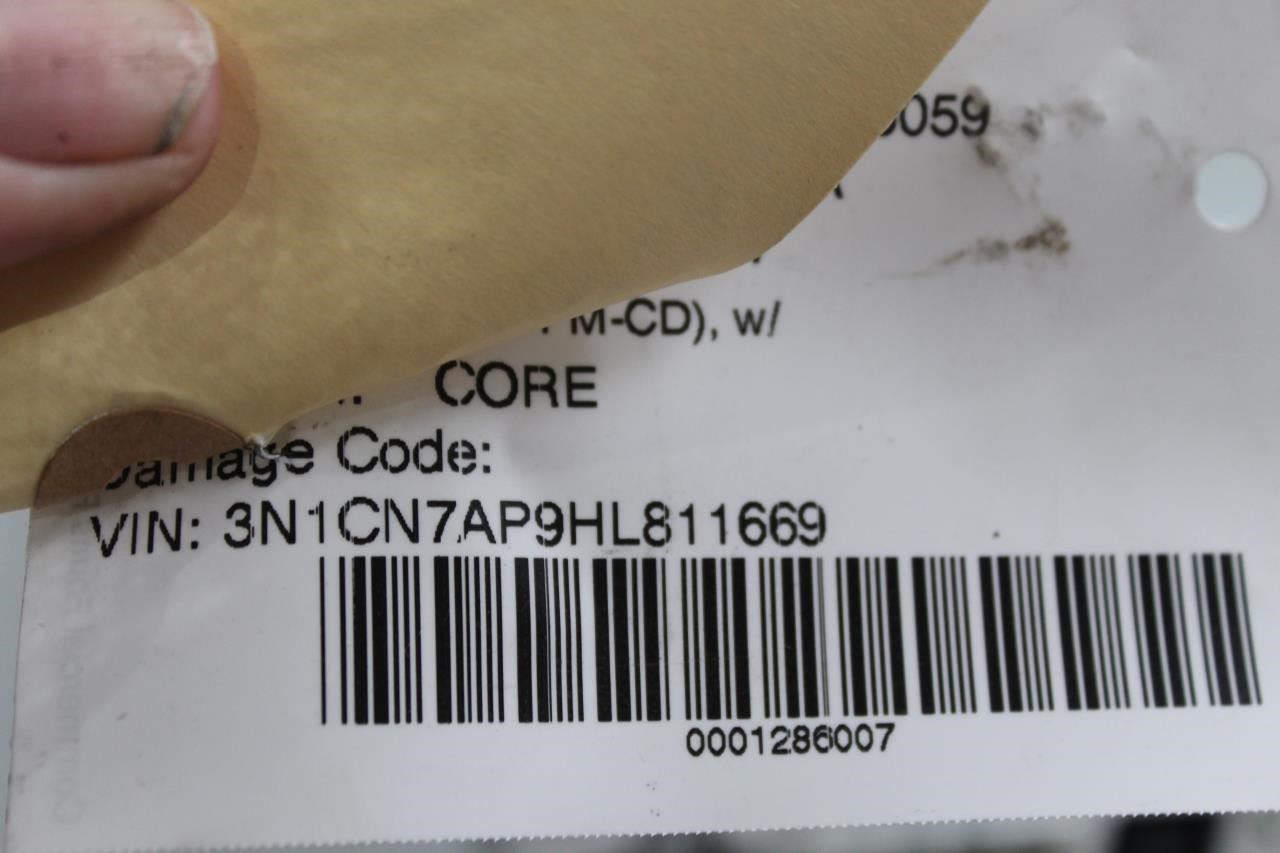 059
M-CD), w/
CORE
Damage Code:
VIN: 3N1CN7AP9HL811669
0001286007